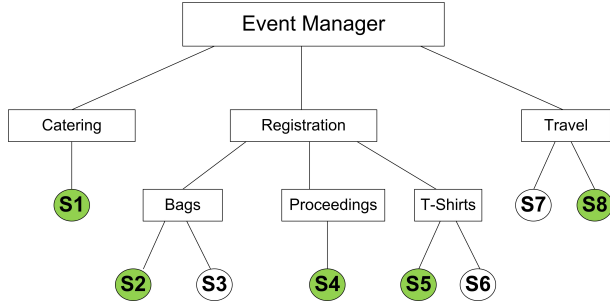 Event Manager
Catering
Registration
Travel
S1
Bags
Proceedings
T-Shirts
S7
S8
S2
S3
S4
S5
S6